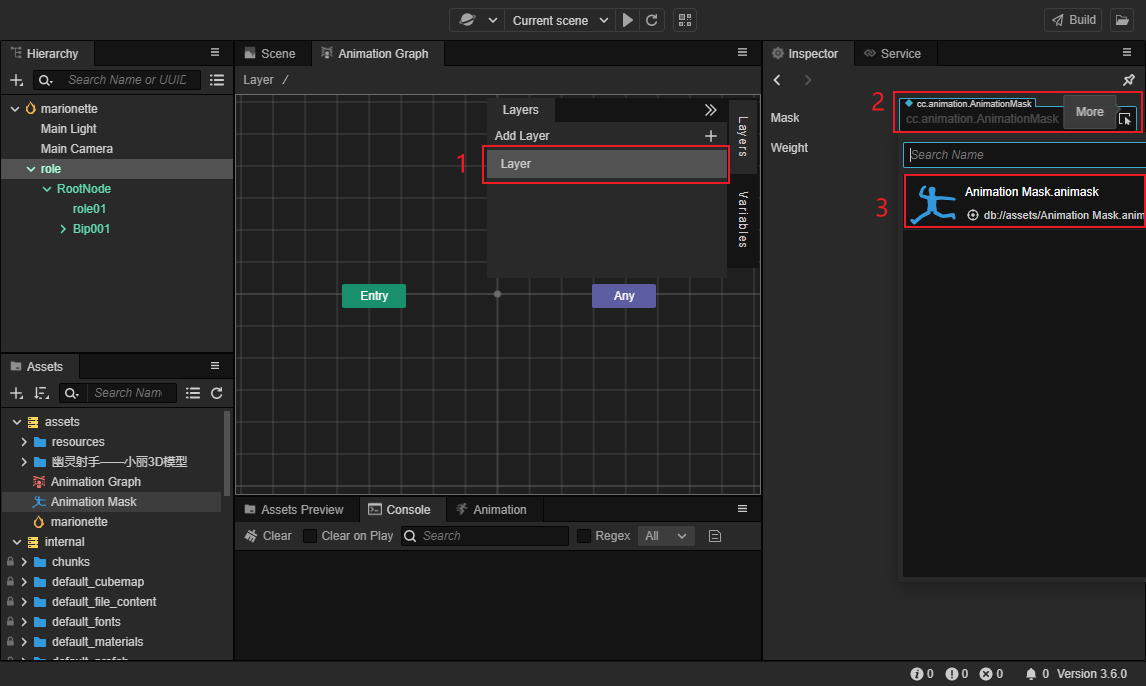 Current scene
Build
Hierarchy
Search Name or UUID
marionette
Main Light
Main Camera
role
RootNode
role01
Bip001
Assets
Search Name
assets
resources
幽灵射手——小丽3D模型
Animation Graph
Animation Mask
marionette
internal
chunks
default_cubemap
default_file_content
default_fonts
default_materials
Scene
Animation Graph
Layer /
Layers
Add Layer
1
Layer
Layers
Variables
Entry
Any
Assets Preview
Console
Animation
Clear
Clear on Play
Search
Regex
All
Inspector
Service
Mask
2
cc.animation.AnimationMask
cc.animation.AnimationMask
More
Weight
Search Name
3
Animation Mask.animask
db://assets/Animation Mask.anim
0
0
0
0
Version 3.6.0